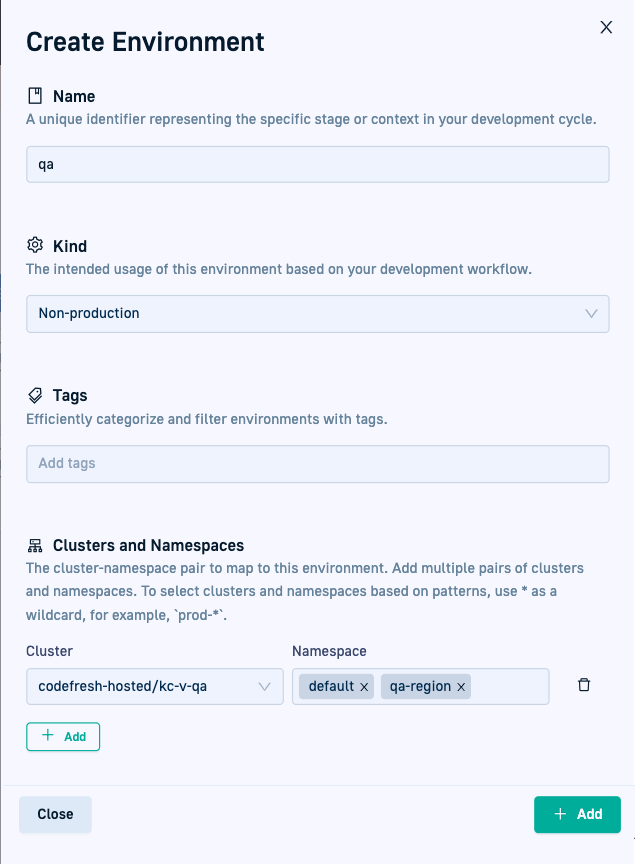 Create Environment
Name
A unique identifier representing the specific stage or context in your development cycle.
qa
Kind
The intended usage of this environment based on your development workflow.
Non-production
Tags
Efficiently categorize and filter environments with tags.
Add tags
Clusters and Namespaces
The cluster-namespace pair to map to this environment. Add multiple pairs of clusters
and namespaces. To select clusters and namespaces based on patterns, use * as a
wildcard, for example, `prod-*`.
Cluster Namespace
codefresh-hosted/kc-v-qa default qa-region
Add
Close Add